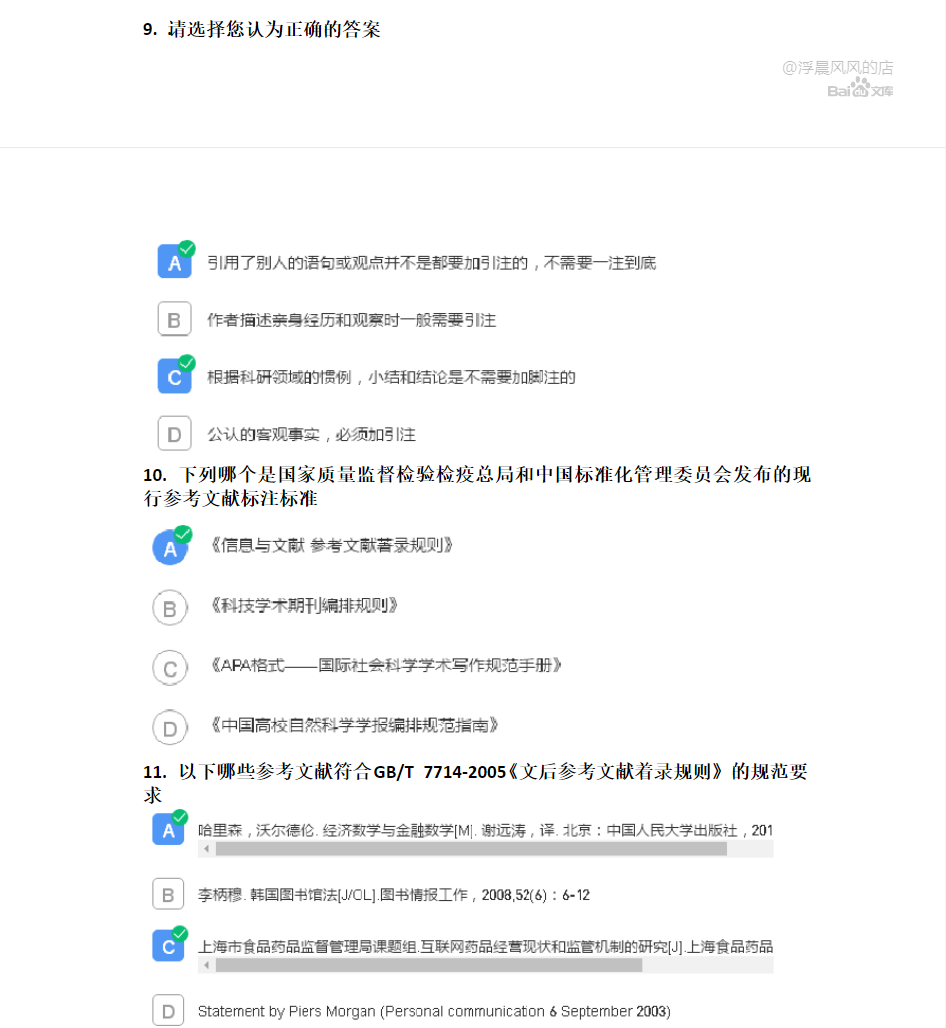 9. 请选择您认为正确的答案
@浮晨风风的店
Baidu文库
A 引用了别人的语句或观点并不是都要加引注的，不需要一注到底
B 作者描述亲身经历和观察时一般需要引注
C 根据科研领域的惯例，小结和结论是不需要加脚注的
D 公认的客观事实，必须加引注
10. 下列哪个是国家质量监督检验检疫总局和中国标准化管理委员会发布的现
行参考文献标注标准
A 《信息与文献 参考文献著录规则》
B 《科技学术期刊编排规则》
C 《APA格式——国际社会科学学术写作规范手册》
D 《中国高校自然科学学报编排规范指南》
11. 以下哪些参考文献符合GB/T 7714-2005《文后参考文献着录规则》的规范要
求
A 哈里森，沃尔德伦. 经济数学与金融数学[M]. 谢远涛，译. 北京：中国人民大学出版社，201
B 李柄穆. 韩国图书馆法[J/OL].图书情报工作，2008,52(6)：6-12
C 上海市食品药品监督管理局课题组.互联网药品经营现状和监管机制的研究[J].上海食品药品
D Statement by Piers Morgan (Personal communication 6 September 2003)